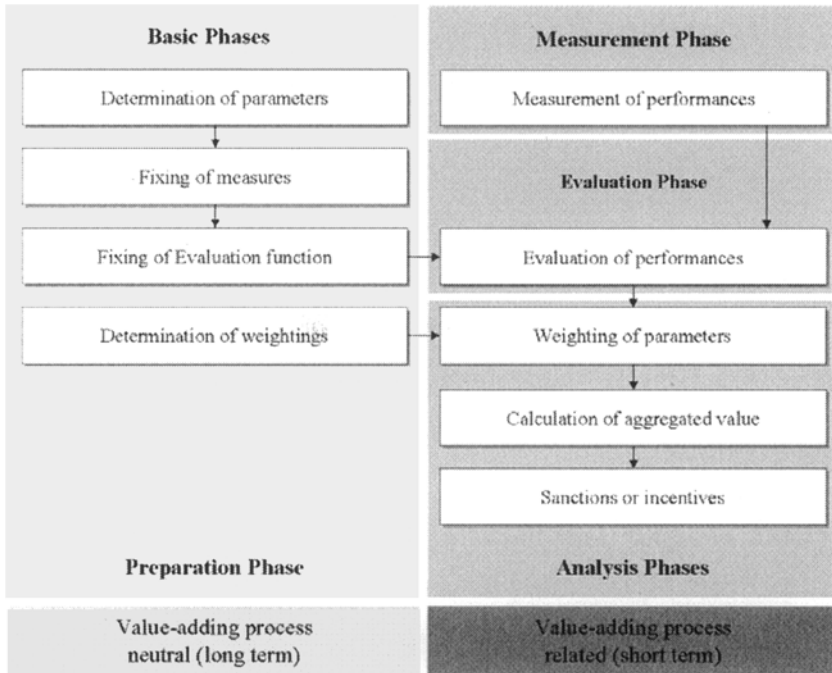 Basic Phases
Determination of parameters
Fixing of measures
Fixing of Evaluation function
Determination of weightings
Preparation Phase
Value-adding process
neutral (long term)
Measurement Phase
Measurement of performances
Evaluation Phase
Evaluation of performances
Weighting of parameters
Calculation of aggregated value
Sanctions or incentives
Analysis Phases
Value-adding process
related (short term)